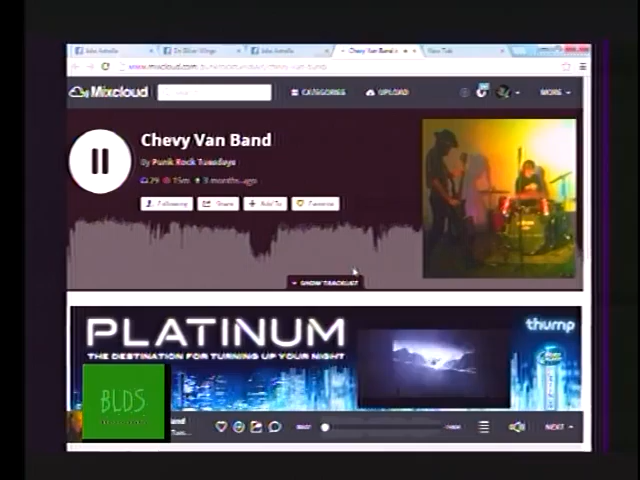 Mixcloud
CATEGORIES
UPLOAD
MORE
Chevy Van Band
By Punk Rock Tuesdays
29 15m 3 months ago
Following Share Add To Favorite
SHOW TRACKLIST
PLATINUM
THE DESTINATION FOR TURNING UP YOUR NIGHT
thump
BLDS
NEXT